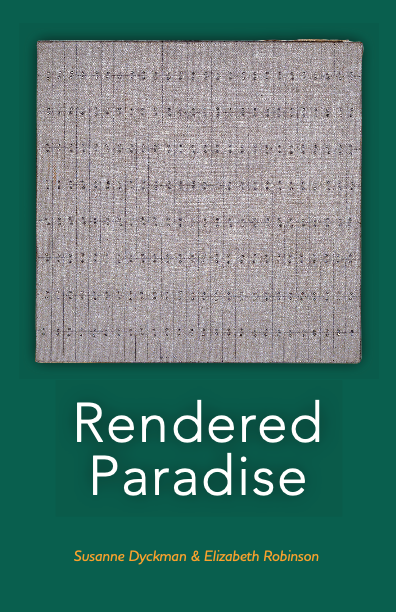 Rendered
Paradise
Susanne Dyckman & Elizabeth Robinson